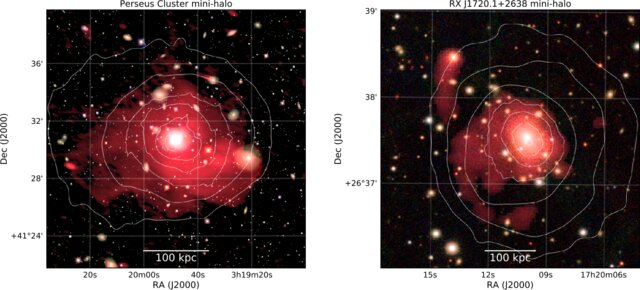 Perseus Cluster mini-halo
36'
32'
28'
+41°24'
Dec (J2000)
100 kpc
20s
20m00s
40s
3h19m20s
RA (J2000)
RX J1720.1+2638 mini-halo
39'
38'
+26°37'
Dec (J2000)
100 kpc
15s
12s
09s
17h20m06s
RA (J2000)